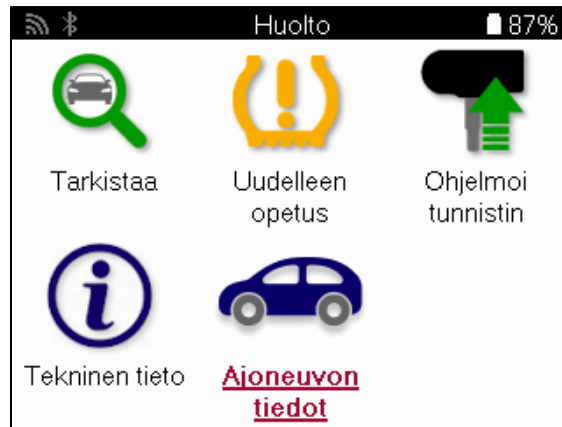 Huolto 87%
Tarkistaa
Uudelleen
opetus
Ohjelmoi
tunnistin
Tekninen tieto
Ajoneuvon
tiedot